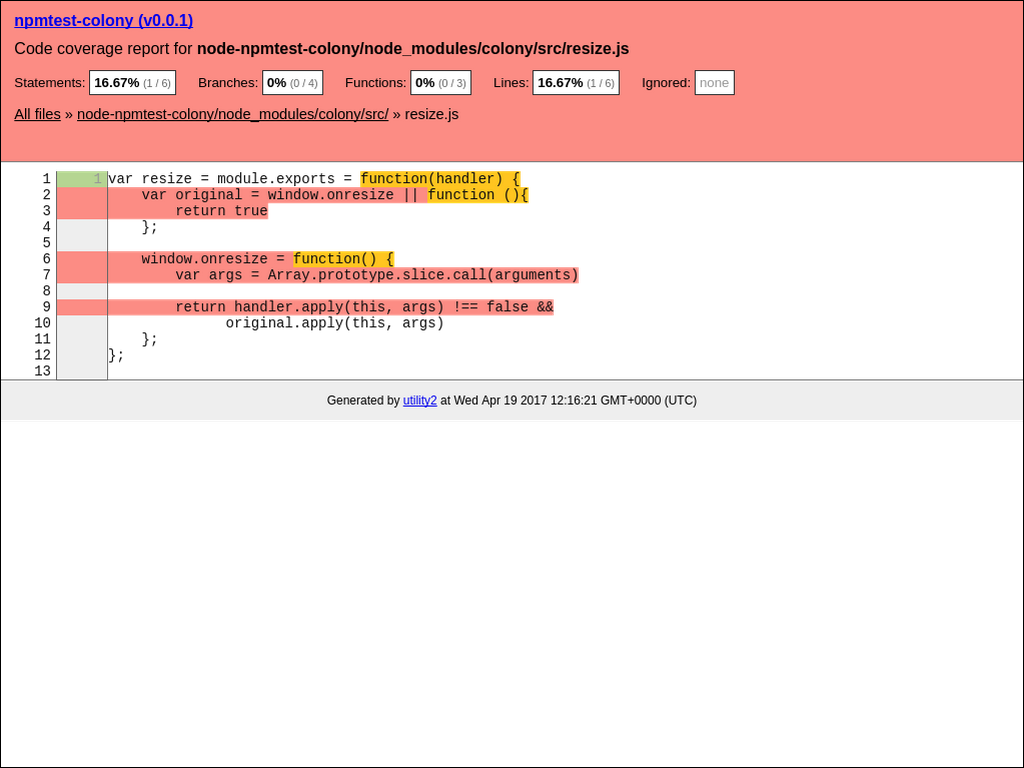 npmtest-colony (v0.0.1)
Code coverage report for node-npmtest-colony/node_modules/colony/src/resize.js
Statements: 16.67% (1 / 6) Branches: 0% (0 / 4) Functions: 0% (0 / 3) Lines: 16.67% (1 / 6) Ignored: none
All files » node-npmtest-colony/node_modules/colony/src/ » resize.js
1 1 var resize = module.exports = function(handler) {
2     var original = window.onresize || function (){
3         return true
4     };
5
6     window.onresize = function() {
7         var args = Array.prototype.slice.call(arguments)
8
9         return handler.apply(this, args) !== false &&
10               original.apply(this, args)
11     };
12 };
13
Generated by utility2 at Wed Apr 19 2017 12:16:21 GMT+0000 (UTC)